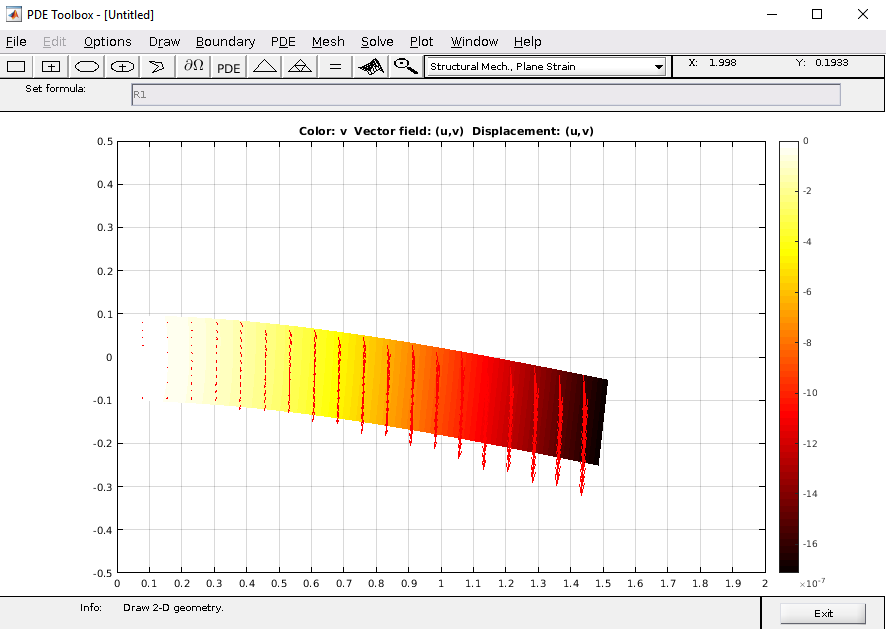 PDE Toolbox - [Untitled]
File Edit Options Draw Boundary PDE Mesh Solve Plot Window Help
∂Ω PDE = Structural Mech., Plane Strain X: 1.998 Y: 0.1933
Set formula: R1
Color: v Vector field: (u,v) Displacement: (u,v)
0.5
0.4
0.3
0.2
0.1
0
-0.1
-0.2
-0.3
-0.4
-0.5
0 0.1 0.2 0.3 0.4 0.5 0.6 0.7 0.8 0.9 1 1.1 1.2 1.3 1.4 1.5 1.6 1.7 1.8 1.9 2
0
-2
-4
-6
-8
-10
-12
-14
-16
×10⁻⁷
Info: Draw 2-D geometry.
Exit